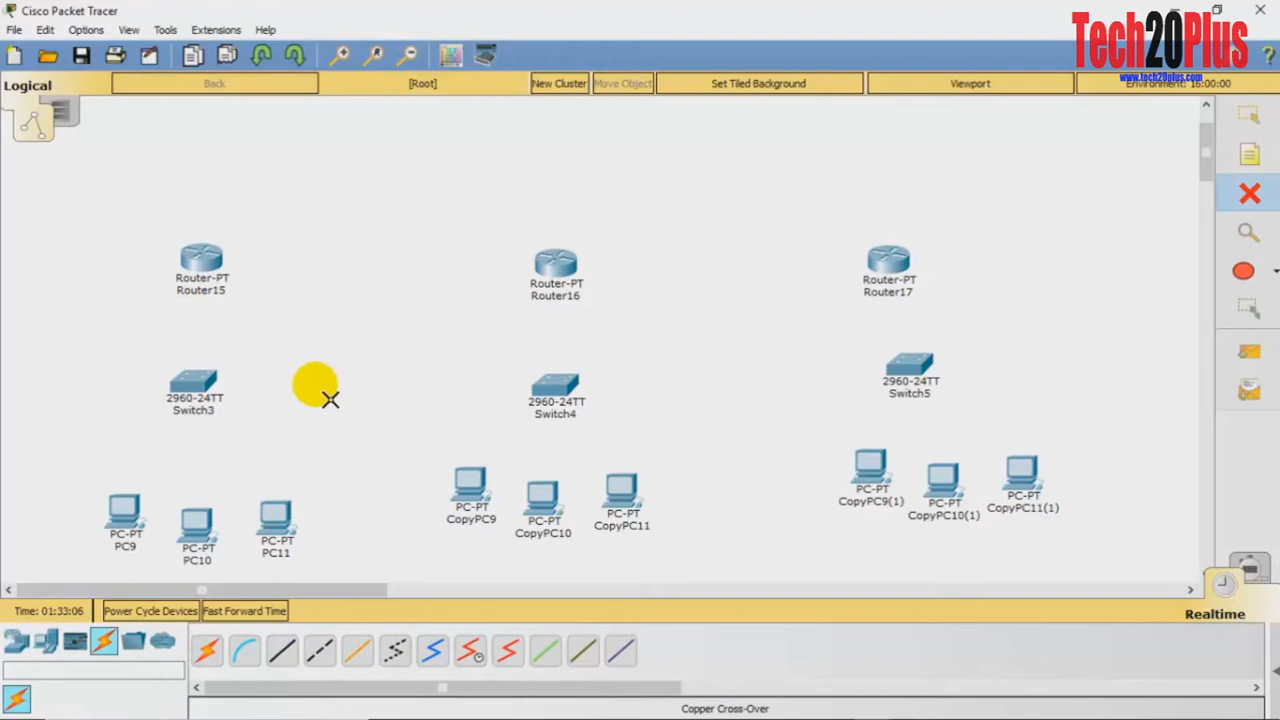 Cisco Packet Tracer
Tech20Plus
www.tech20plus.com
File Edit Options View Tools Extensions Help
Logical
Back
[Root]
New Cluster
Move Object
Set Tiled Background
Viewport
Environment: 16:00:00
Router-PT
Router15
Router-PT
Router16
Router-PT
Router17
2960-24TT
Switch3
2960-24TT
Switch4
2960-24TT
Switch5
PC-PT
PC9
PC-PT
PC10
PC-PT
PC11
PC-PT
CopyPC9
PC-PT
CopyPC10
PC-PT
CopyPC11
PC-PT
CopyPC9(1)
PC-PT
CopyPC10(1)
PC-PT
CopyPC11(1)
Time: 01:33:06
Power Cycle Devices
Fast Forward Time
Realtime
Copper Cross-Over